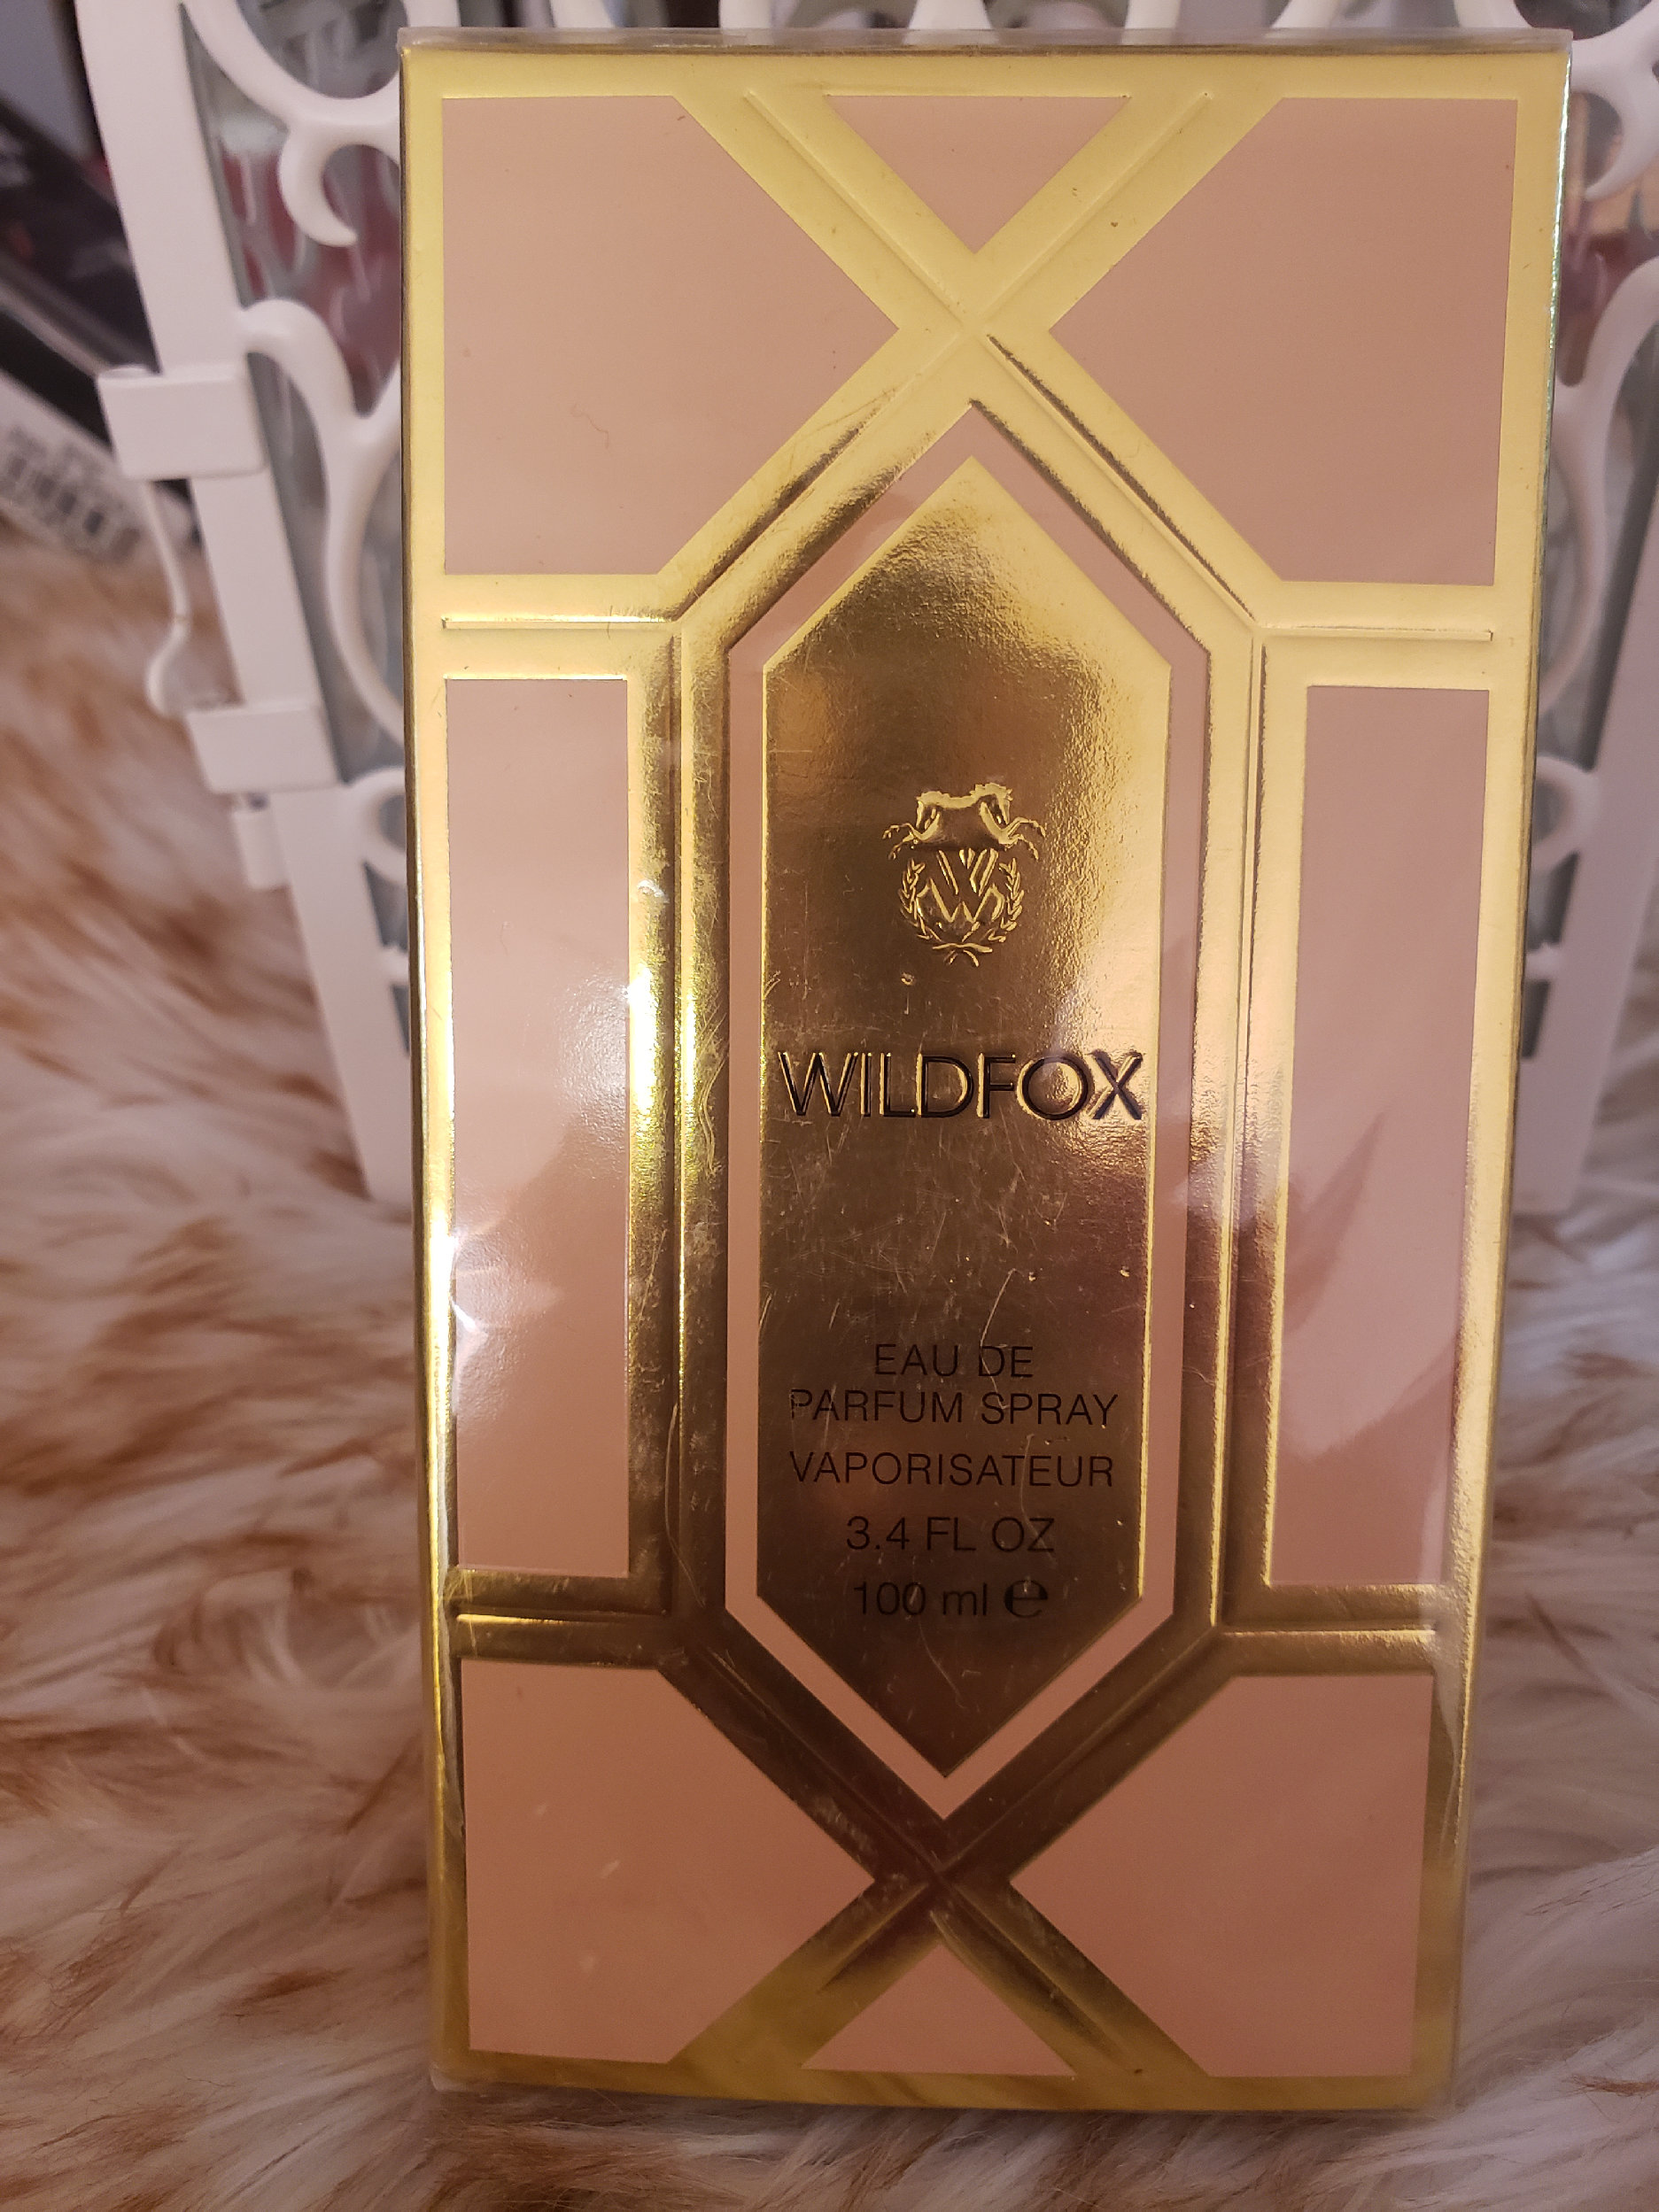 W
WILDFOX
EAU DE
PARFUM SPRAY
VAPORISATEUR
3.4 FL OZ
100 ml ℮